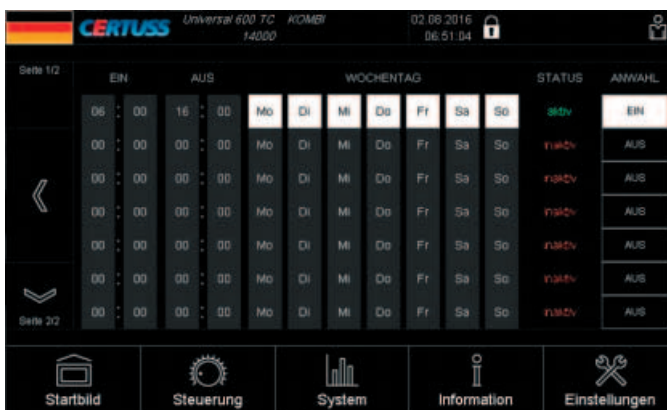 CERTUSS Universal 600 TC KOMBI 02.08.2016
14000 06:51:04
Seite 1/2 EIN AUS WOCHENTAG STATUS ANWAHL
06 : 00 16 : 00 Mo Di Mi Do Fr Sa So aktiv EIN
00 : 00 00 : 00 Mo Di Mi Do Fr Sa So inaktiv AUS
00 : 00 00 : 00 Mo Di Mi Do Fr Sa So inaktiv AUS
00 : 00 00 : 00 Mo Di Mi Do Fr Sa So inaktiv AUS
00 : 00 00 : 00 Mo Di Mi Do Fr Sa So inaktiv AUS
00 : 00 00 : 00 Mo Di Mi Do Fr Sa So inaktiv AUS
Seite 2/2 00 : 00 00 : 00 Mo Di Mi Do Fr Sa So inaktiv AUS
Startbild Steuerung System Information Einstellungen